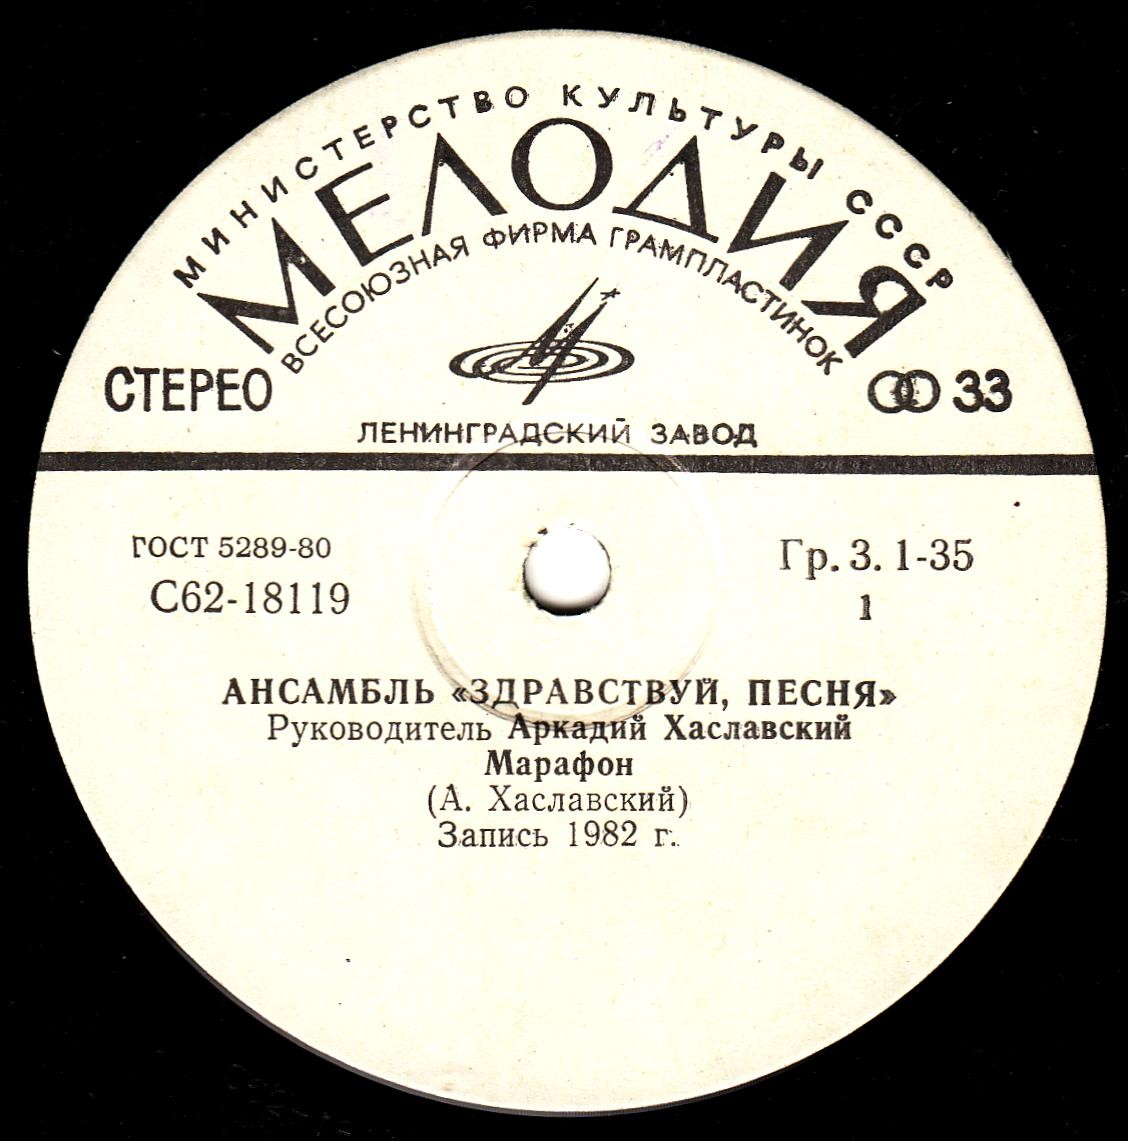 МИНИСТЕРСТВО КУЛЬТУРЫ СССР
МЕЛОДИЯ
ВСЕСОЮЗНАЯ ФИРМА ГРАМПЛАСТИНОК
СТЕРЕО
33
ЛЕНИНГРАДСКИЙ ЗАВОД
ГОСТ 5289-80
Гр. 3. 1-35
С62-18119
1
АНСАМБЛЬ «ЗДРАВСТВУЙ, ПЕСНЯ»
Руководитель Аркадий Хаславский
Марафон
(А. Хаславский)
Запись 1982 г.